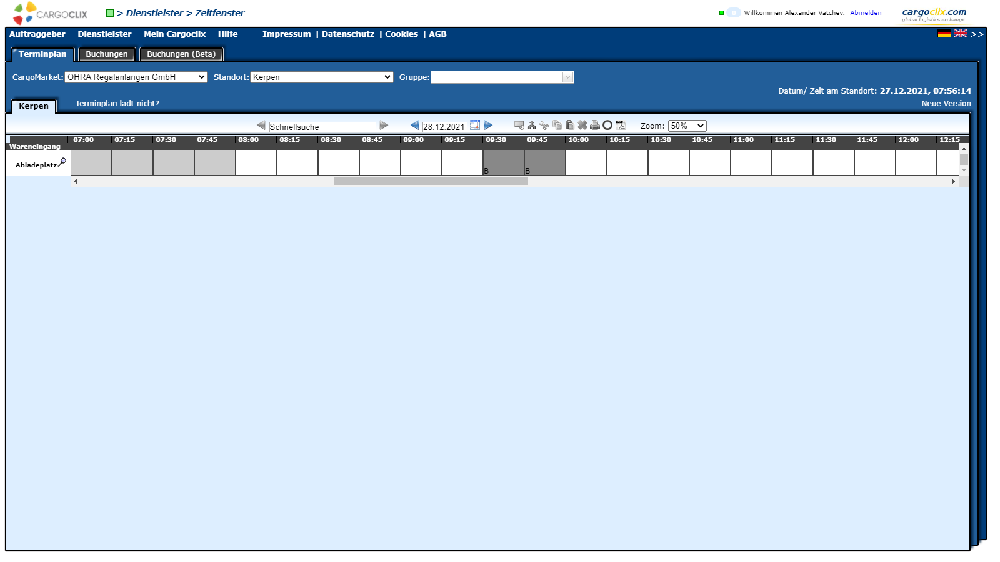 CARGOCLIX > Dienstleister > Zeitfenster 0 Willkommen Alexander Vatchev. Abmelden cargoclix.com
global logistics exchange
Auftraggeber Dienstleister Mein Cargoclix Hilfe Impressum | Datenschutz | Cookies | AGB >>
Terminplan Buchungen Buchungen (Beta)
CargoMarket: OHRA Regalanlangen GmbH Standort: Kerpen Gruppe:
Datum/ Zeit am Standort: 27.12.2021, 07:56:14
Kerpen Terminplan lädt nicht? Neue Version
Schnellsuche 28.12.2021 Zoom: 50%
07:00 07:15 07:30 07:45 08:00 08:15 08:30 08:45 09:00 09:15 09:30 09:45 10:00 10:15 10:30 10:45 11:00 11:15 11:30 11:45 12:00 12:15
Wareneingang
Abladeplatz
B B